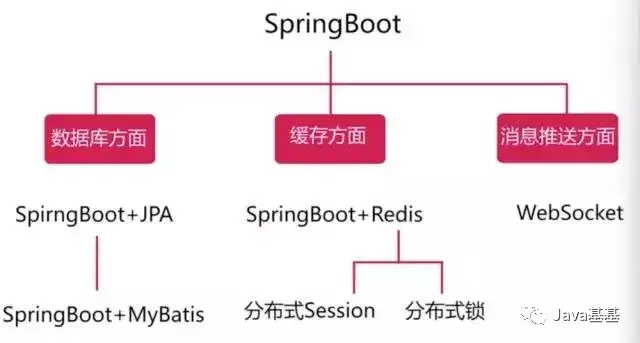 SpringBoot
数据库方面
缓存方面
消息推送方面
SpirngBoot+JPA
SpringBoot+Redis
WebSocket
SpringBoot+MyBatis
分布式Session
分布式锁
Java基基